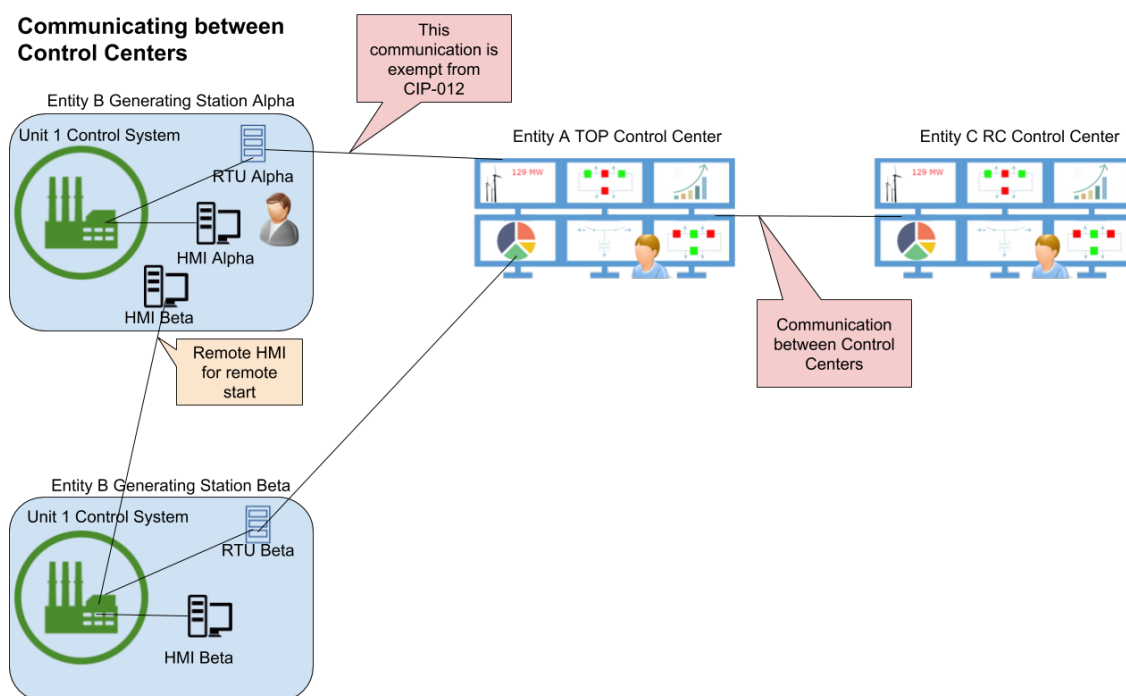 Communicating between
Control Centers
This
communication is
exempt from
CIP-012
Entity B Generating Station Alpha
Unit 1 Control System
RTU Alpha
HMI Alpha
HMI Beta
Entity A TOP Control Center
129 MW
Entity C RC Control Center
129 MW
Remote HMI
for remote
start
Communication
between Control
Centers
Entity B Generating Station Beta
Unit 1 Control System
RTU Beta
HMI Beta